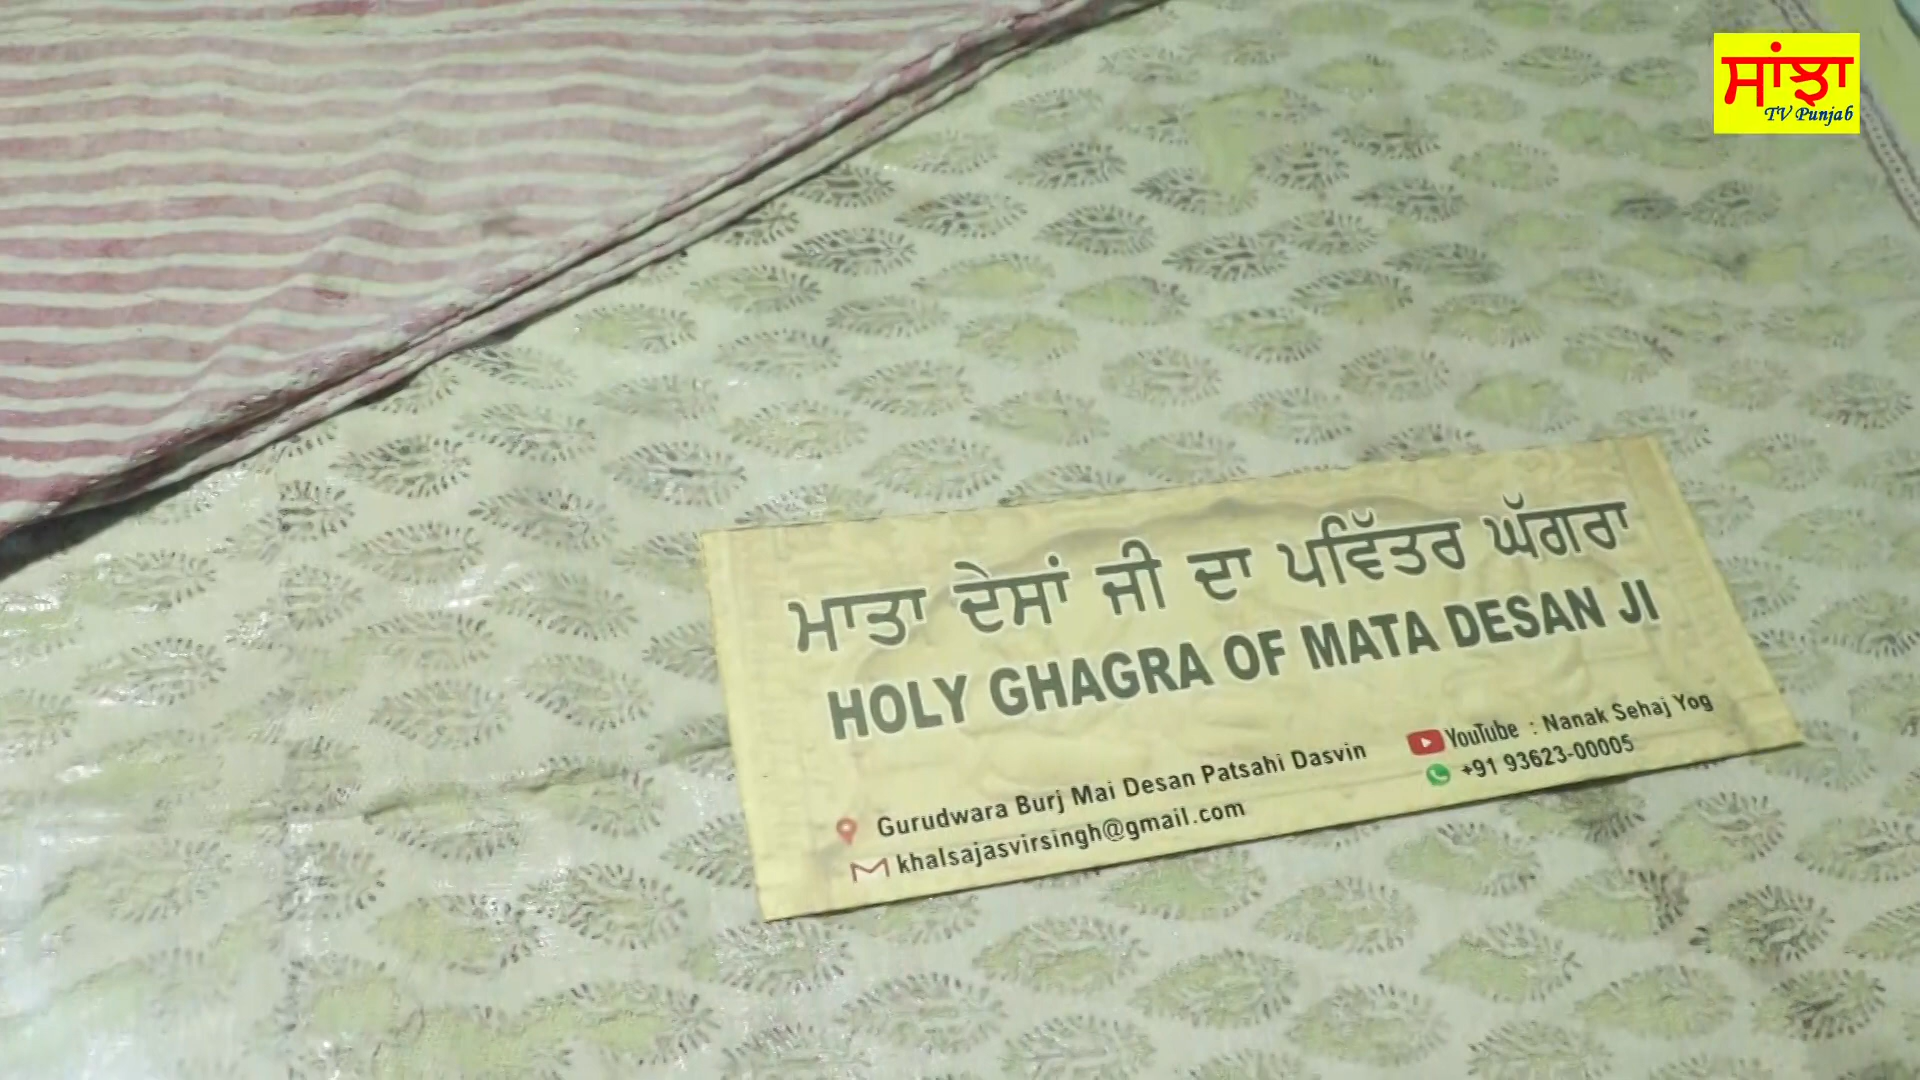 ਸਾਂਝਾ
TV Punjab
ਮਾਤਾ ਦੇਸਾਂ ਜੀ ਦਾ ਪਵਿੱਤਰ ਘੱਗਰਾ
HOLY GHAGRA OF MATA DESAN JI
Gurudwara Burj Mai Desan Patsahi Dasvin
YouTube : Nanak Sehaj Yog
khalsajasvirsingh@gmail.com
+91 93623-00005